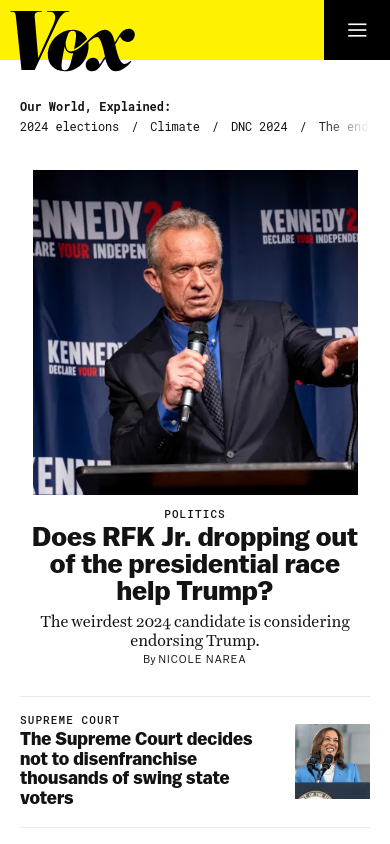 Vox
Our World, Explained:
2024 elections / Climate / DNC 2024 / The end
KENNEDY24
DECLARE YOUR INDEPEN
KENNEDY
DECLARE YOUR INDEPEND
KENN
DECLARE YOUR
KENN
POLITICS
Does RFK Jr. dropping out
of the presidential race
help Trump?
The weirdest 2024 candidate is considering
endorsing Trump.
By NICOLE NAREA
SUPREME COURT
The Supreme Court decides
not to disenfranchise
thousands of swing state
voters